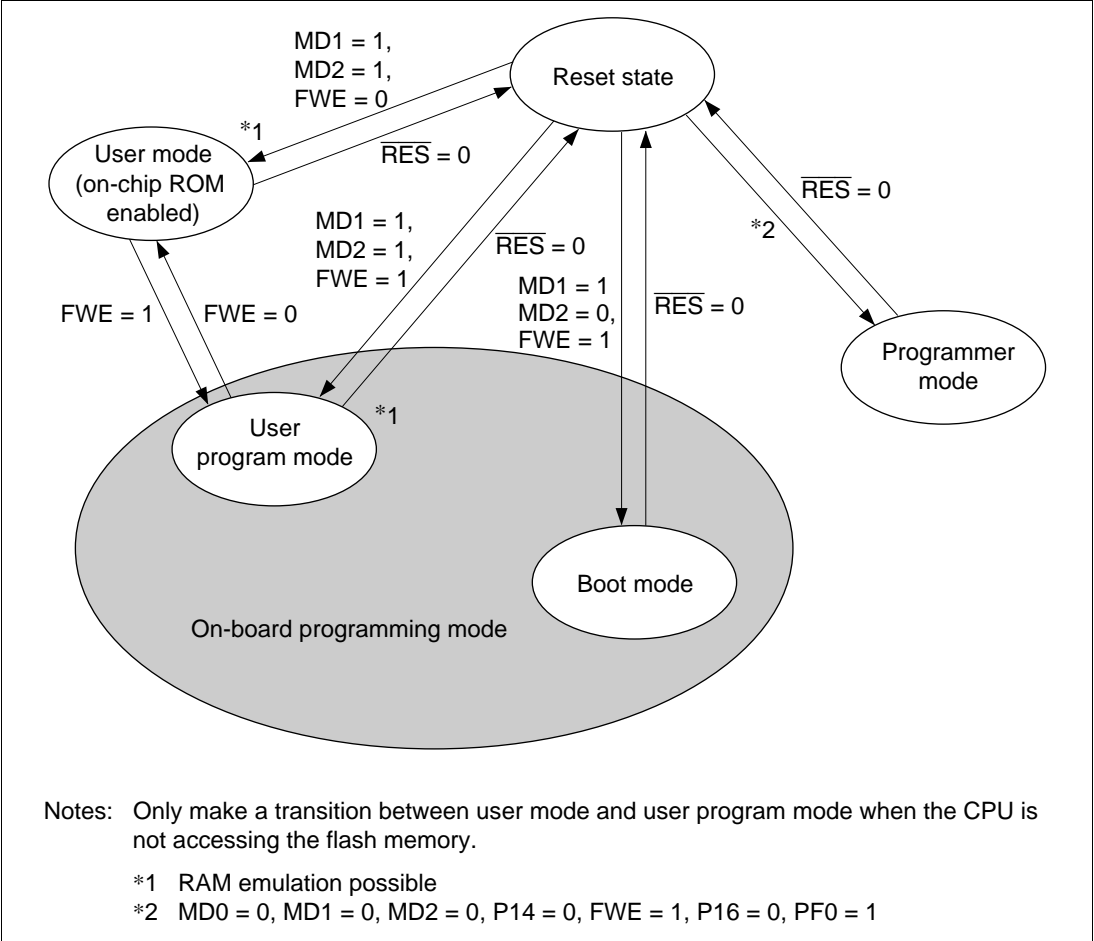 MD1 = 1,
MD2 = 1,
FWE = 0
Reset state
*1
User mode
(on-chip ROM
enabled)
RES = 0
RES = 0
*2
MD1 = 1,
MD2 = 1,
FWE = 1
RES = 0
MD1 = 1
MD2 = 0,
FWE = 1
RES = 0
FWE = 1
FWE = 0
Programmer
mode
User
program mode
*1
Boot mode
On-board programming mode
Notes: Only make a transition between user mode and user program mode when the CPU is
not accessing the flash memory.
*1 RAM emulation possible
*2 MD0 = 0, MD1 = 0, MD2 = 0, P14 = 0, FWE = 1, P16 = 0, PF0 = 1